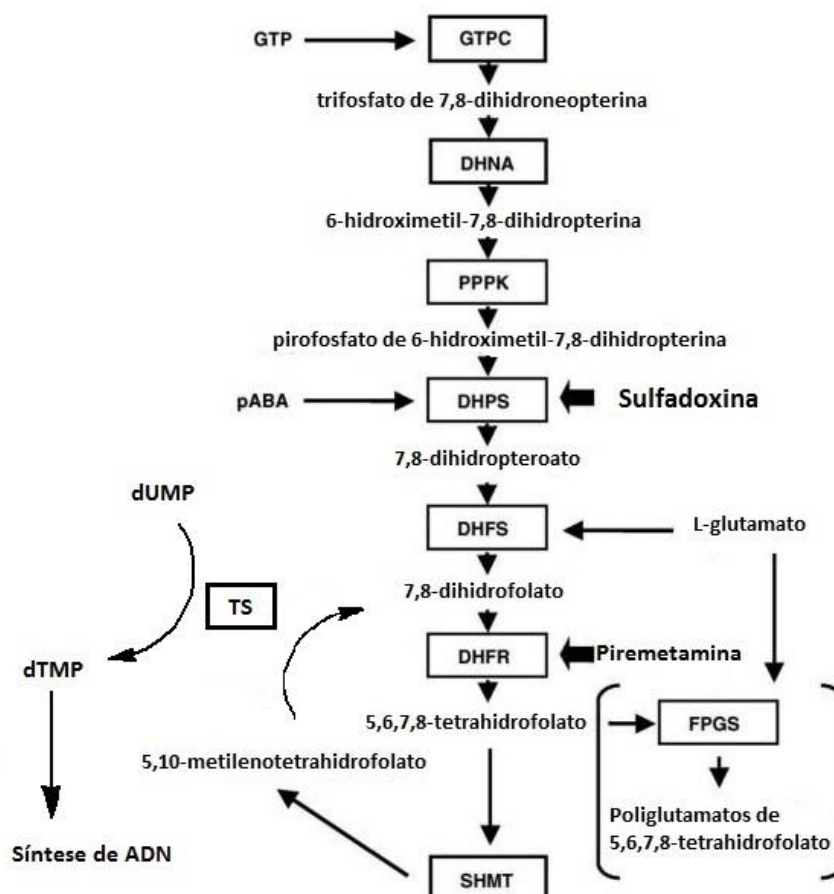 GTP
GTPC
trifosfato de 7,8-dihidroneopterina
DHNA
6-hidroximetil-7,8-dihidropterina
PPPK
pirofosfato de 6-hidroximetil-7,8-dihidropterina
pABA
DHPS
Sulfadoxina
7,8-dihidropteroato
dUMP
DHFS
L-glutamato
7,8-dihidrofolato
TS
DHFR
Piremetamina
dTMP
5,6,7,8-tetrahidrofolato
FPGS
5,10-metilenotetrahidrofolato
Poliglutamatos de
5,6,7,8-tetrahidrofolato
Síntese de ADN
SHMT